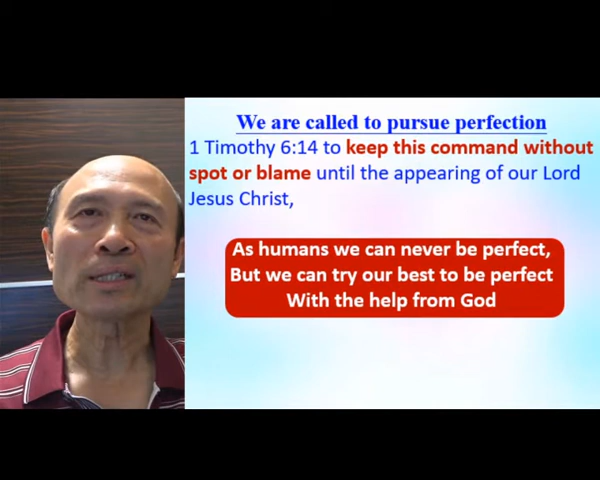 We are called to pursue perfection
1 Timothy 6:14 to keep this command without
spot or blame until the appearing of our Lord
Jesus Christ,
As humans we can never be perfect,
But we can try our best to be perfect
With the help from God